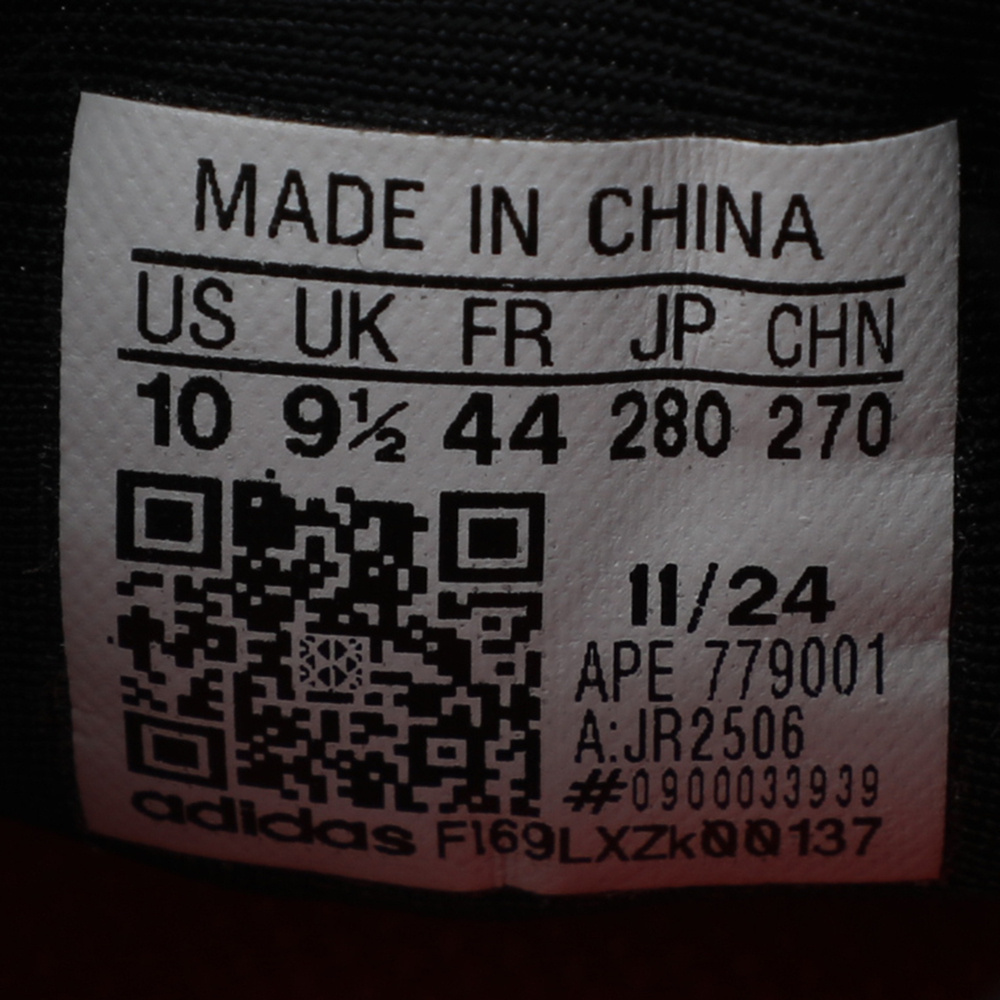 MADE IN CHINA
US UK FR JP CHN
10 9½ 44 280 270
11/24
APE 779001
A:JR2506
#0900033939
adidas F169LXZk00137